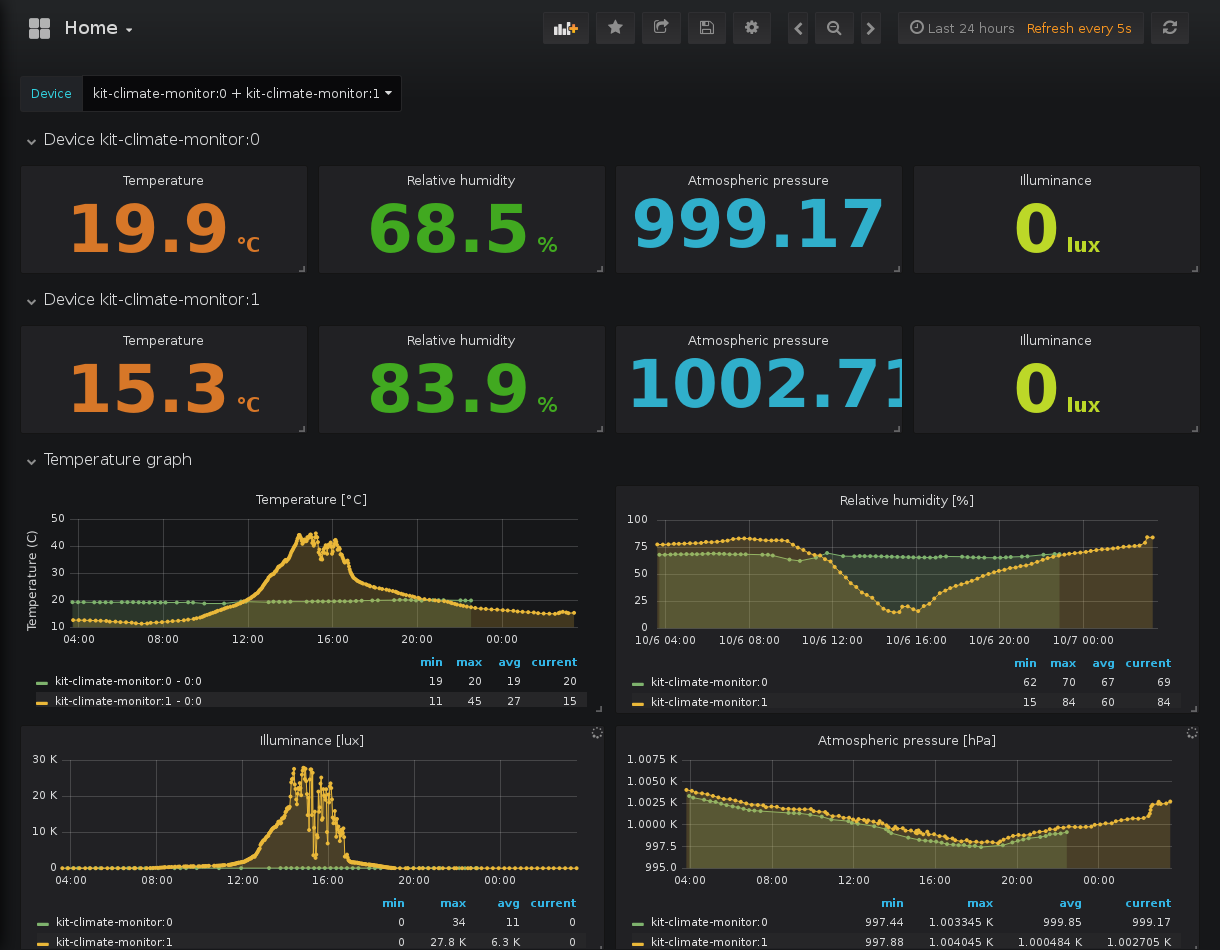 Home
Last 24 hours Refresh every 5s
Device kit-climate-monitor:0 + kit-climate-monitor:1
Device kit-climate-monitor:0
Temperature Relative humidity Atmospheric pressure Illuminance
19.9 °C 68.5 % 999.17 0 lux
Device kit-climate-monitor:1
Temperature Relative humidity Atmospheric pressure Illuminance
15.3 °C 83.9 % 1002.71 0 lux
Temperature graph
Temperature [°C]
Temperature (C)
50
40
30
20
10
04:00 08:00 12:00 16:00 20:00 00:00
min max avg current
kit-climate-monitor:0 - 0:0 19 20 19 20
kit-climate-monitor:1 - 0:0 11 45 27 15
Relative humidity [%]
100
75
50
25
0
10/6 04:00 10/6 08:00 10/6 12:00 10/6 16:00 10/6 20:00 10/7 00:00
min max avg current
kit-climate-monitor:0 62 70 67 69
kit-climate-monitor:1 15 84 60 84
Illuminance [lux]
30 K
20 K
10 K
0
04:00 08:00 12:00 16:00 20:00 00:00
min max avg current
kit-climate-monitor:0 0 34 11 0
kit-climate-monitor:1 0 27.8 K 6.3 K 0
Atmospheric pressure [hPa]
1.0075 K
1.0050 K
1.0025 K
1.0000 K
997.5
995.0
04:00 08:00 12:00 16:00 20:00 00:00
min max avg current
kit-climate-monitor:0 997.44 1.003345 K 999.85 999.17
kit-climate-monitor:1 997.88 1.004045 K 1.000484 K 1.002705 K